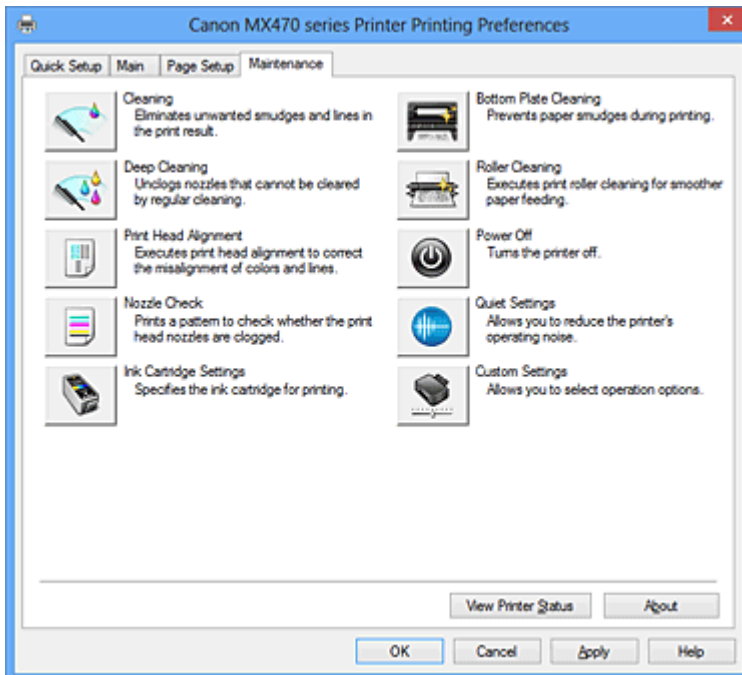 Canon MX470 series Printer Printing Preferences
Quick Setup Main Page Setup Maintenance
Cleaning
Eliminates unwanted smudges and lines in
the print result.
Deep Cleaning
Unclogs nozzles that cannot be cleared
by regular cleaning.
Print Head Alignment
Executes print head alignment to correct
the misalignment of colors and lines.
Nozzle Check
Prints a pattern to check whether the print
head nozzles are clogged.
Ink Cartridge Settings
Specifies the ink cartridge for printing.
Bottom Plate Cleaning
Prevents paper smudges during printing.
Roller Cleaning
Executes print roller cleaning for smoother
paper feeding.
Power Off
Turns the printer off.
Quiet Settings
Allows you to reduce the printer's
operating noise.
Custom Settings
Allows you to select operation options.
View Printer Status About
OK Cancel Apply Help